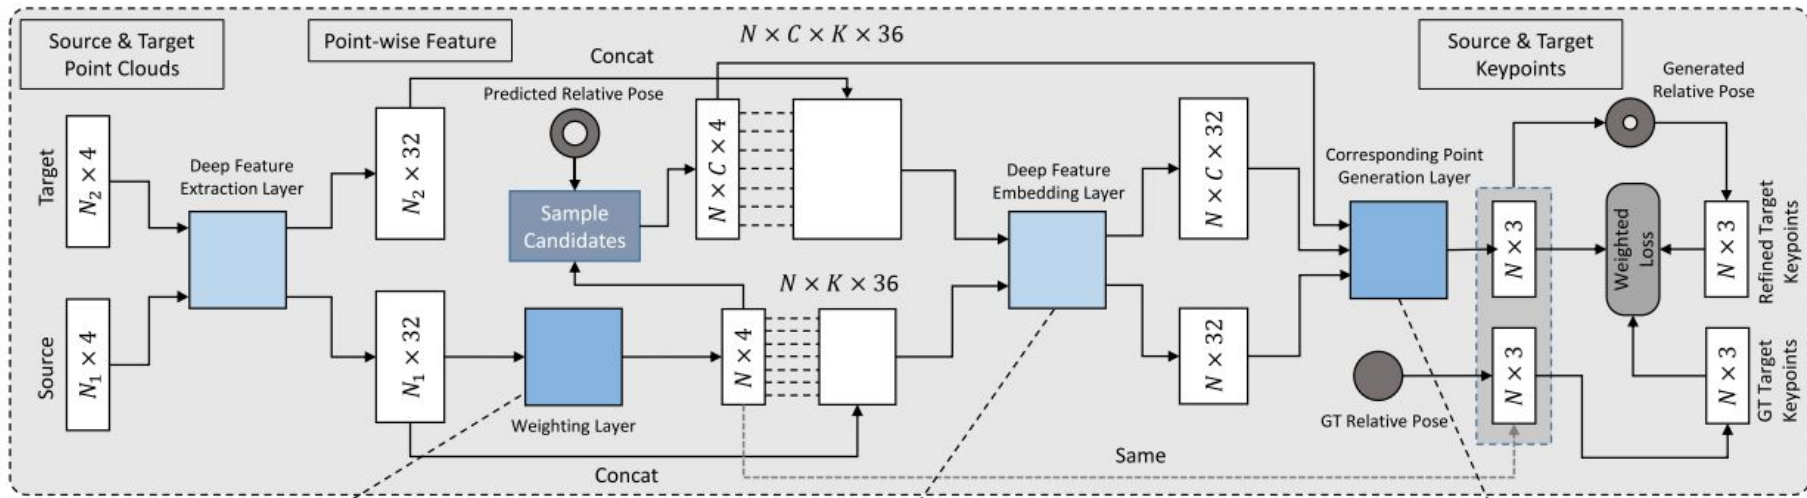 Source & Target
Point Clouds
Point-wise Feature
N × C × K × 36
Source & Target
Keypoints
Concat
Generated
Relative Pose
Predicted Relative Pose
Target
N₂ × 4
Deep Feature
Extraction Layer
N₂ × 32
Sample
Candidates
N × C × 4
Deep Feature
Embedding Layer
N × C × 32
Corresponding Point
Generation Layer
N × 3
Weighted
Loss
N × 3
Refined Target
Keypoints
N × K × 36
Source
N₁ × 4
N₁ × 32
Weighting Layer
N × 4
N × 32
GT Relative Pose
N × 3
N × 3
GT Target
Keypoints
Concat
Same